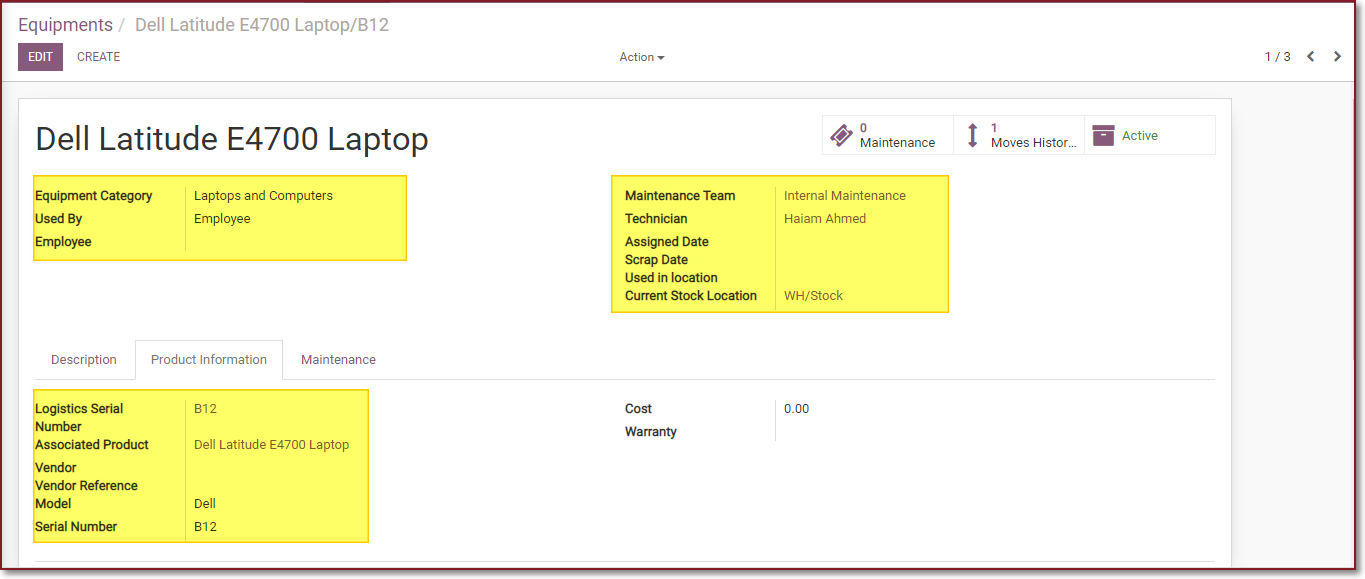 Equipments / Dell Latitude E4700 Laptop/B12
EDIT CREATE Action 1 / 3
Dell Latitude E4700 Laptop
0 Maintenance
1 Moves Histor...
Active
Equipment Category Laptops and Computers
Used By Employee
Employee
Maintenance Team Internal Maintenance
Technician Haiam Ahmed
Assigned Date
Scrap Date
Used in location
Current Stock Location WH/Stock
Description Product Information Maintenance
Logistics Serial
Number B12
Associated Product Dell Latitude E4700 Laptop
Vendor
Vendor Reference
Model Dell
Serial Number B12
Cost 0.00
Warranty